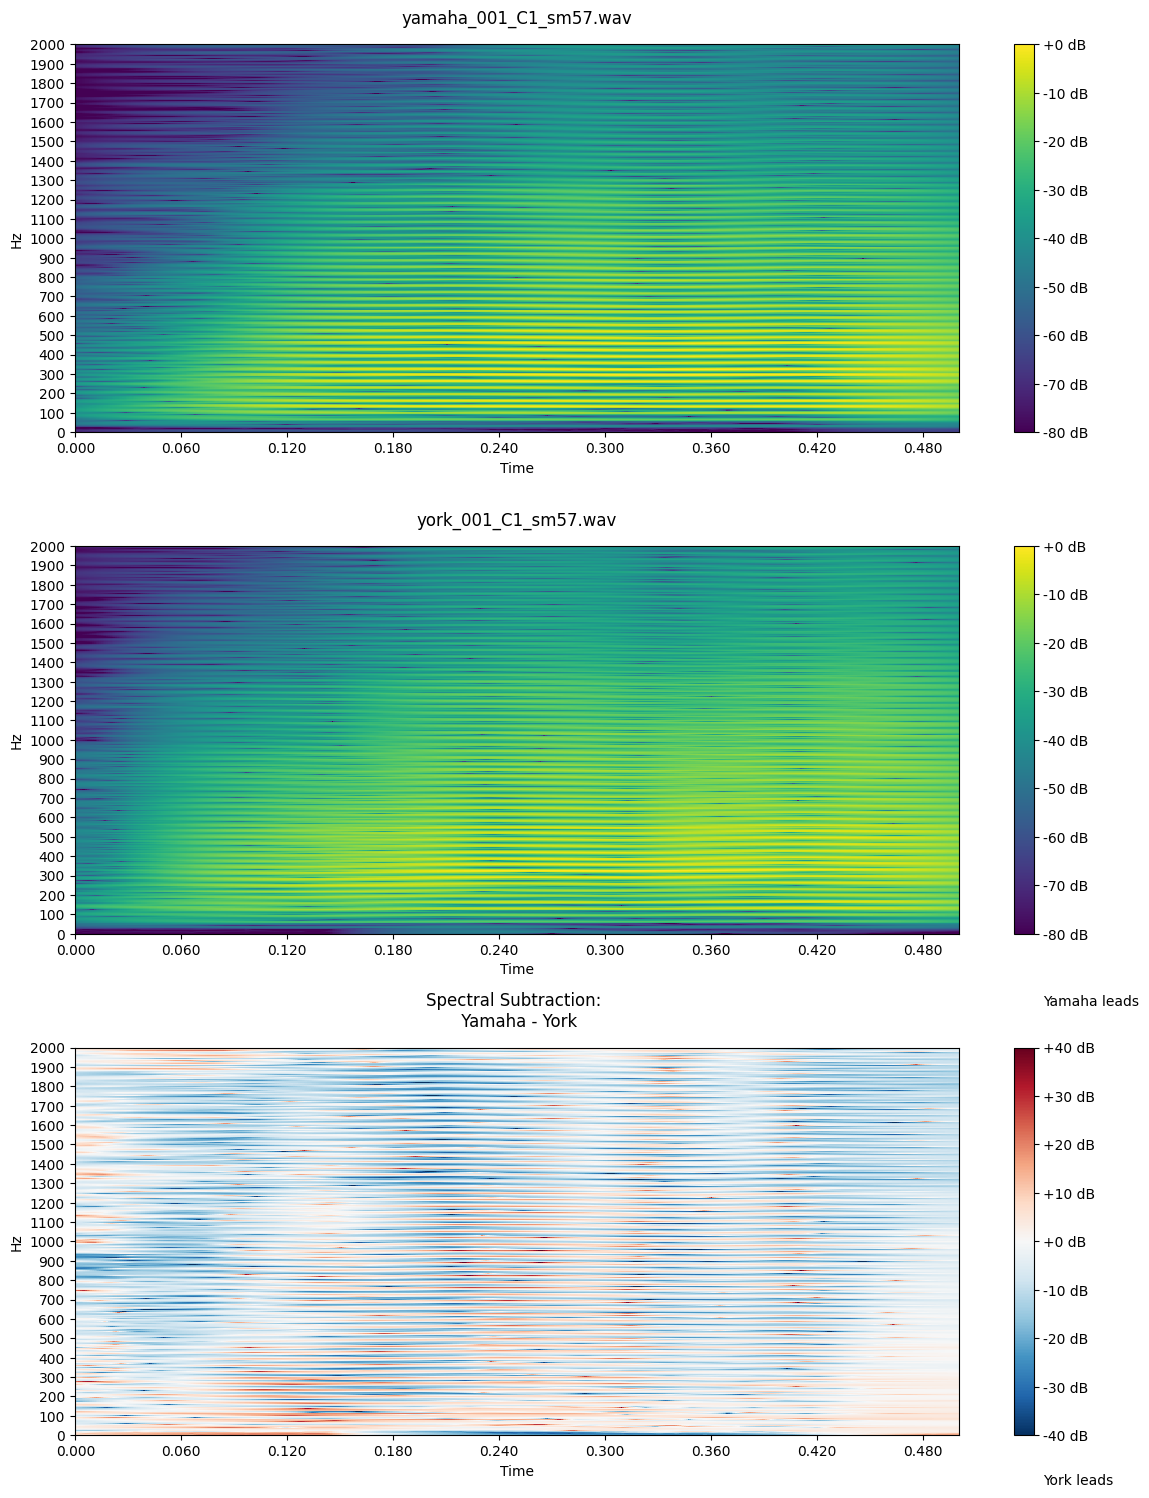 yamaha_001_C1_sm57.wav
2000
1900
1800
1700
1600
1500
1400
1300
1200
1100
1000
900
800
700
600
500
400
300
200
100
0
Hz
0.000 0.060 0.120 0.180 0.240 0.300 0.360 0.420 0.480
Time
+0 dB
-10 dB
-20 dB
-30 dB
-40 dB
-50 dB
-60 dB
-70 dB
-80 dB
york_001_C1_sm57.wav
2000
1900
1800
1700
1600
1500
1400
1300
1200
1100
1000
900
800
700
600
500
400
300
200
100
0
Hz
0.000 0.060 0.120 0.180 0.240 0.300 0.360 0.420 0.480
Time
+0 dB
-10 dB
-20 dB
-30 dB
-40 dB
-50 dB
-60 dB
-70 dB
-80 dB
Spectral Subtraction:
Yamaha - York
2000
1900
1800
1700
1600
1500
1400
1300
1200
1100
1000
900
800
700
600
500
400
300
200
100
0
Hz
0.000 0.060 0.120 0.180 0.240 0.300 0.360 0.420 0.480
Time
Yamaha leads
+40 dB
+30 dB
+20 dB
+10 dB
+0 dB
-10 dB
-20 dB
-30 dB
-40 dB
York leads